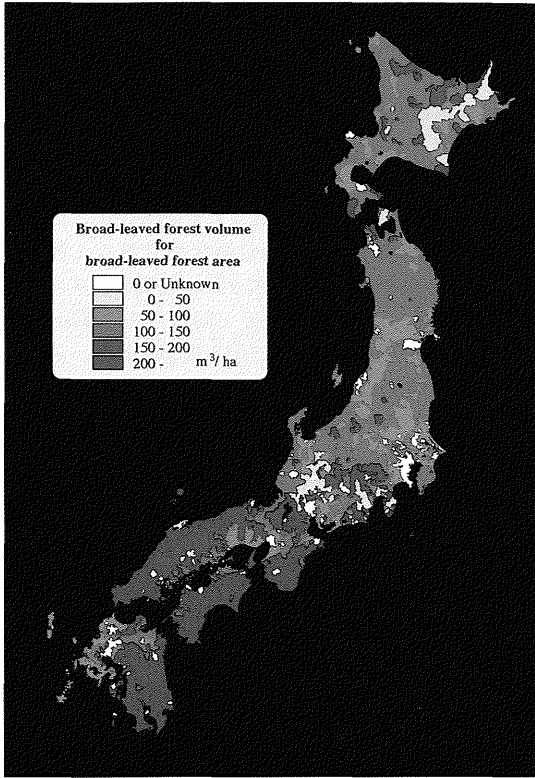 Broad-leaved forest volume
for
broad-leaved forest area
0 or Unknown
0 - 50
50 - 100
100 - 150
150 - 200
200 - m³/ ha